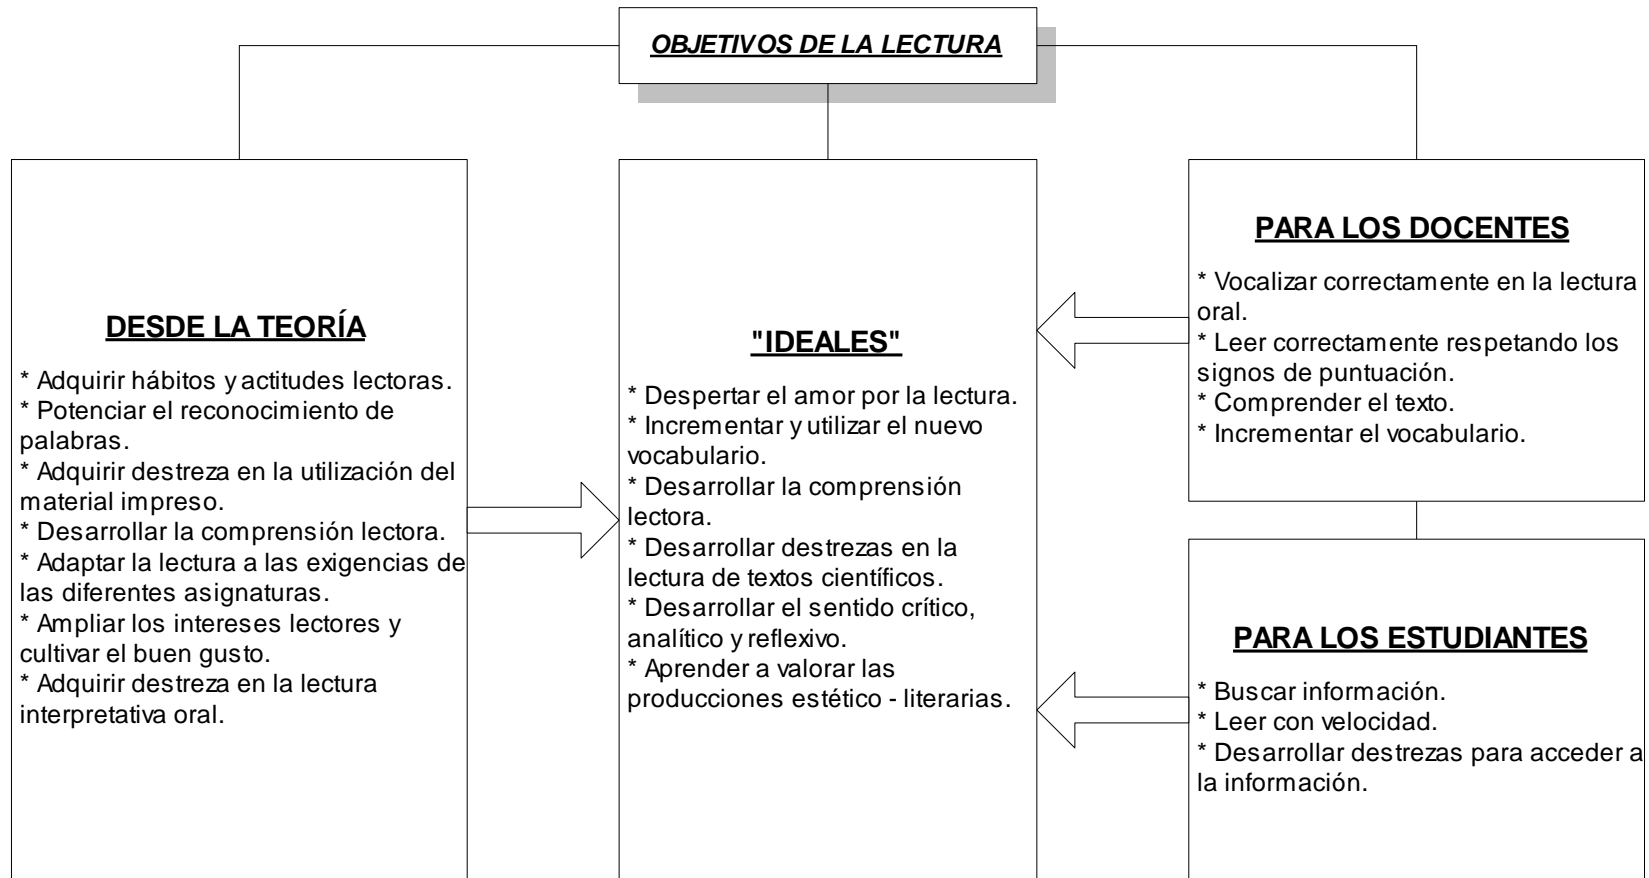 OBJETIVOS DE LA LECTURA
DESDE LA TEORÍA
* Adquirir hábitos y actitudes lectoras.
* Potenciar el reconocimiento de
palabras.
* Adquirir destreza en la utilización del
material impreso.
* Desarrollar la comprensión lectora.
* Adaptar la lectura a las exigencias de
las diferentes asignaturas.
* Ampliar los intereses lectores y
cultivar el buen gusto.
* Adquirir destreza en la lectura
interpretativa oral.
"IDEALES"
* Despertar el amor por la lectura.
* Incrementar y utilizar el nuevo
vocabulario.
* Desarrollar la comprensión
lectora.
* Desarrollar destrezas en la
lectura de textos científicos.
* Desarrollar el sentido crítico,
analítico y reflexivo.
* Aprender a valorar las
producciones estético - literarias.
PARA LOS DOCENTES
* Vocalizar correctamente en la lectura
oral.
* Leer correctamente respetando los
signos de puntuación.
* Comprender el texto.
* Incrementar el vocabulario.
PARA LOS ESTUDIANTES
* Buscar información.
* Leer con velocidad.
* Desarrollar destrezas para acceder a
la información.